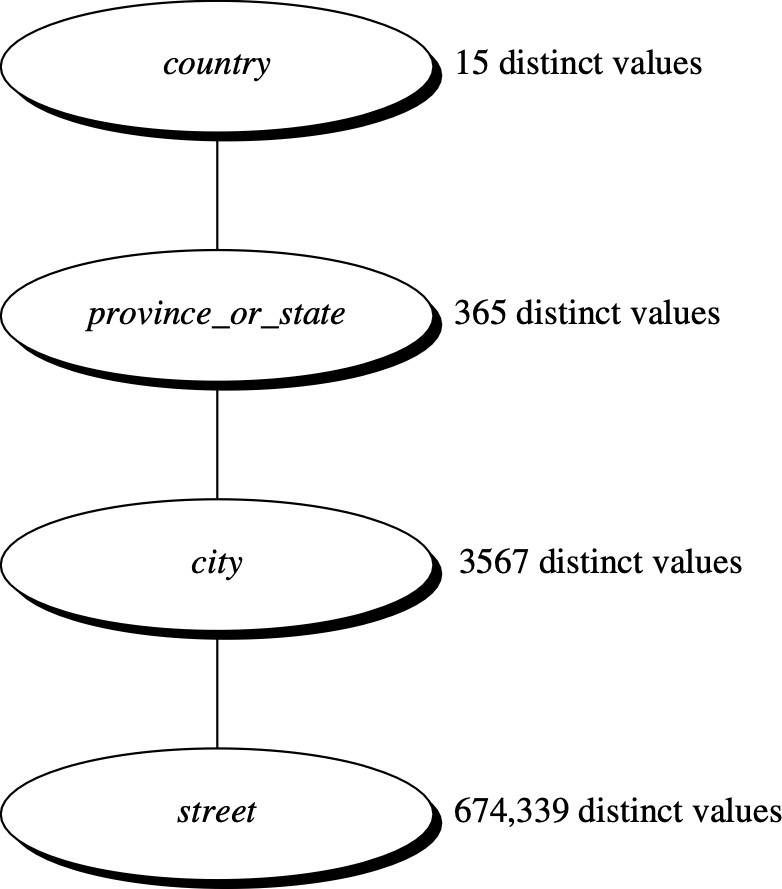 country 15 distinct values
province_or_state 365 distinct values
city 3567 distinct values
street 674,339 distinct values